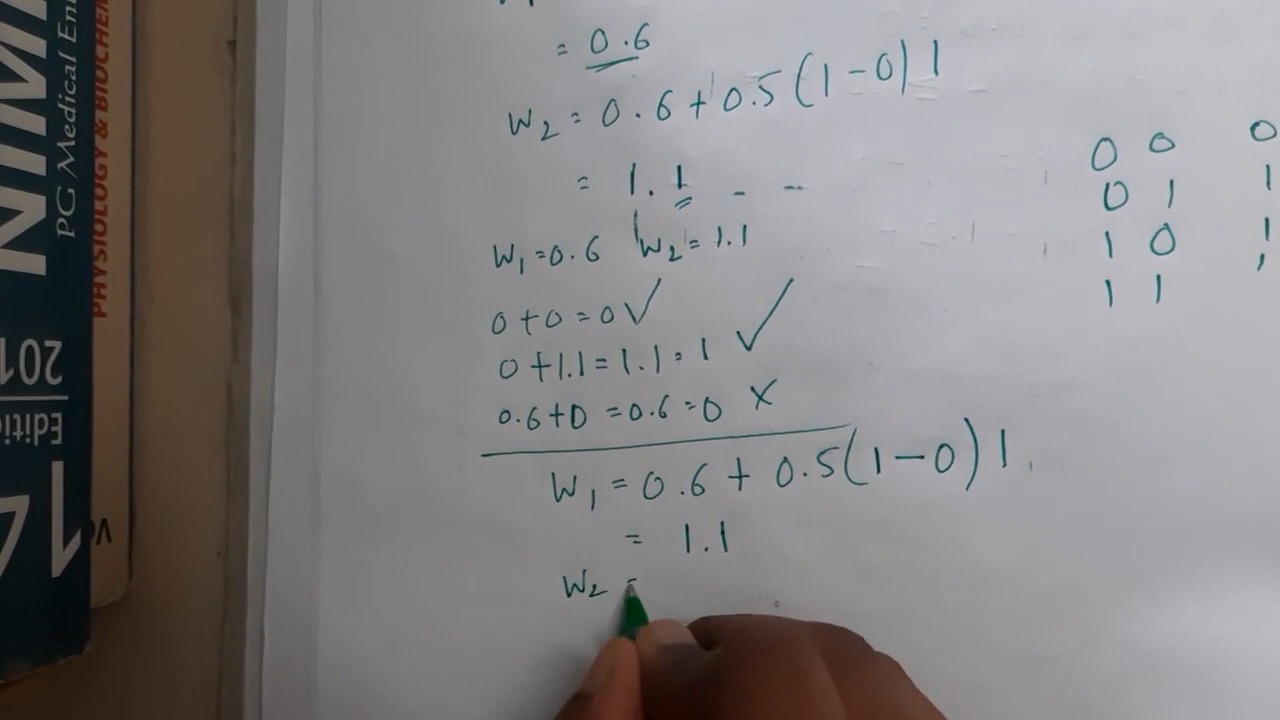 = 0.6
W2 = 0.6 + 0.5 (1 - 0) 1
= 1.1 - -
W1 = 0.6 W2 = 1.1
0 + 0 = 0 ✓
0 + 1.1 = 1.1 = 1 ✓
0.6 + 0 = 0.6 = 0 X
W1 = 0.6 + 0.5 (1 - 0) 1
= 1.1
W2 =
0 0 0
0 1 1
1 0 1
1 1
PG Medical En
PHYSIOLOGY & BIOCHEM
NIM
201
Editi
14